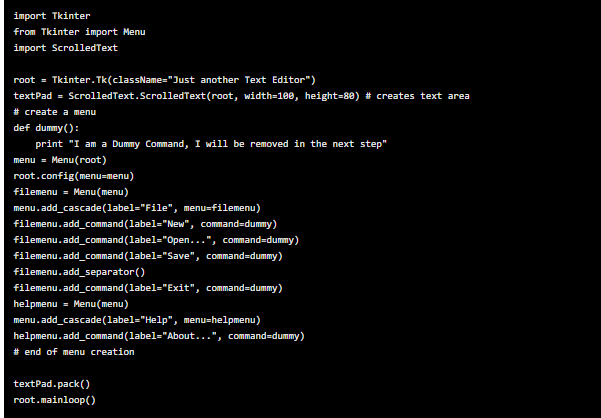 import Tkinter
from Tkinter import Menu
import ScrolledText

root = Tkinter.Tk(className="Just another Text Editor")
textPad = ScrolledText.ScrolledText(root, width=100, height=80) # creates text area
# create a menu
def dummy():
    print "I am a Dummy Command, I will be removed in the next step"
menu = Menu(root)
root.config(menu=menu)
filemenu = Menu(menu)
menu.add_cascade(label="File", menu=filemenu)
filemenu.add_command(label="New", command=dummy)
filemenu.add_command(label="Open...", command=dummy)
filemenu.add_command(label="Save", command=dummy)
filemenu.add_separator()
filemenu.add_command(label="Exit", command=dummy)
helpmenu = Menu(menu)
menu.add_cascade(label="Help", menu=helpmenu)
helpmenu.add_command(label="About...", command=dummy)
# end of menu creation

textPad.pack()
root.mainloop()